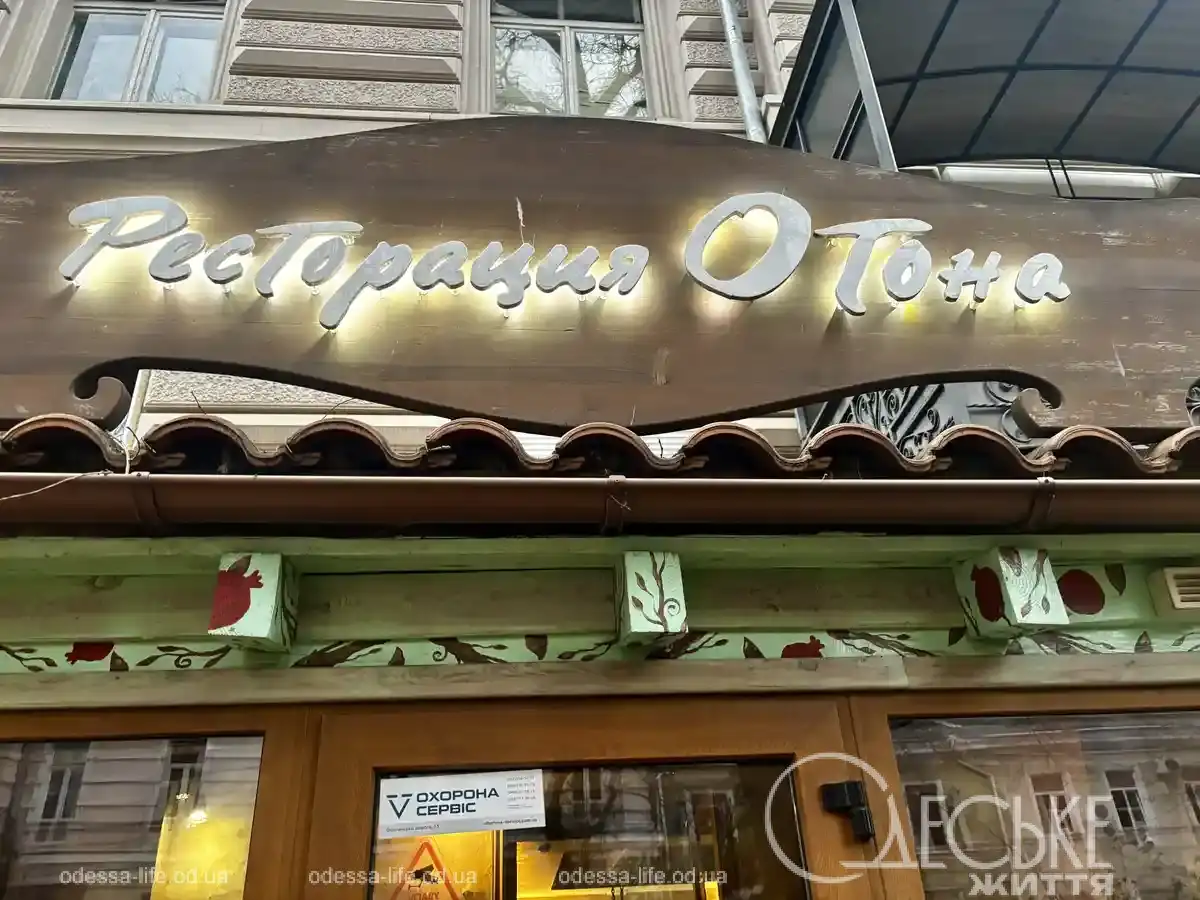 Ресторация ОТона
ОХОРОНА
СЕРВІС
odessa-life.od.ua odessa-life.od.ua odessa-life.od.ua
ОДЕСЬКЕ
ЖИТТЯ